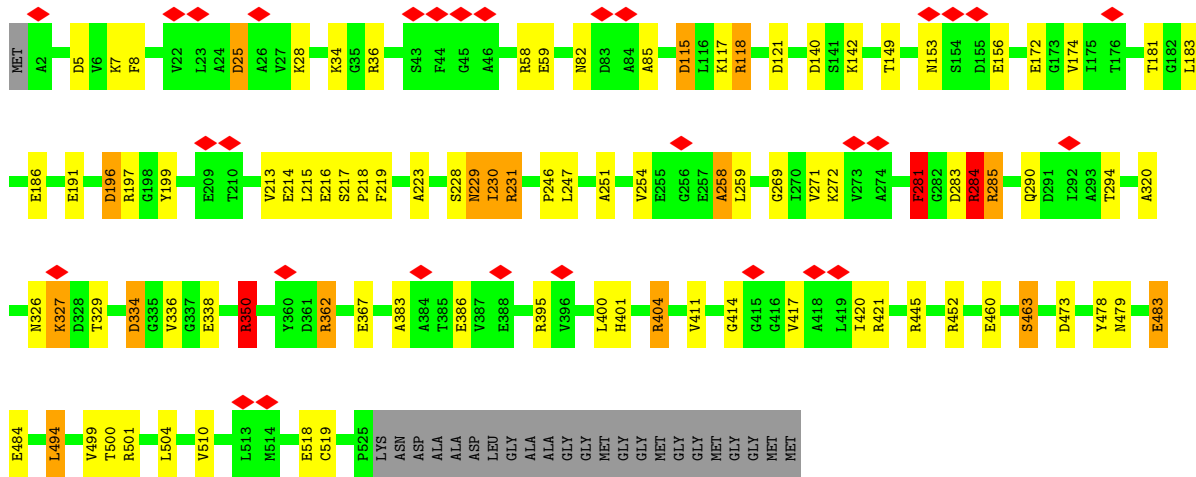 MET A2 D5 V6 K7 F8 V22 L23 A24 D25 A26 V27 K28 K34 G35 R36 S43 F44 G45 A46 R58 E59 N82 D83 A84 A85 D115 L116 K117 R118 D121 D140 S141 K142 T149 N153 S154 D155 E156 E172 G173 V174 I175 T176 T181 G182 L183
E186 E191 D196 R197 G198 Y199 E209 T210 V213 E214 L215 E216 S217 P218 F219 A223 S228 N229 I230 R231 P246 L247 A251 V254 E255 G256 E257 A258 L259 G269 I270 V271 K272 V273 A274 F281 G282 D283 R284 R285 Q290 D291 I292 A293 T294 A320
N326 K327 D328 T329 D334 G335 V336 G337 E338 R350 Y360 D361 R362 E367 A383 A384 T385 E386 V387 E388 R395 V396 L400 H401 R404 V411 G414 G415 G416 V417 A418 L419 I420 R421 R445 R452 E460 S463 D473 Y478 N479 E483
E484 L494 V499 T500 R501 L504 V510 L513 M514 E518 C519 P525 LYS ASN ASP ALA ALA ASP LEU GLY ALA ALA GLY GLY MET GLY GLY MET GLY GLY MET GLY GLY MET MET